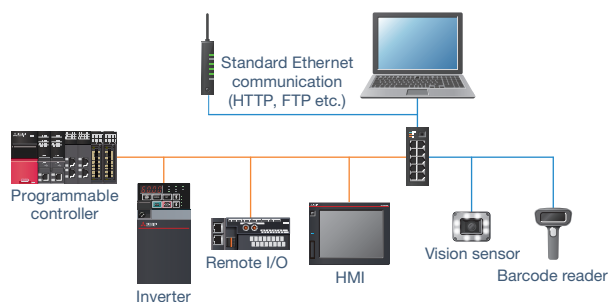 Standard Ethernet
communication
(HTTP, FTP etc.)
Programmable
controller
Inverter
Remote I/O
HMI
Vision sensor
Barcode reader